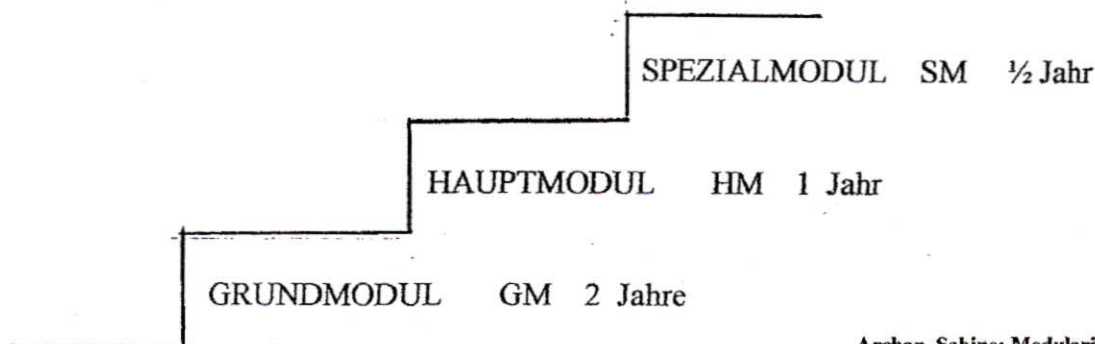 SPEZIALMODUL SM ½ Jahr
HAUPTMODUL HM 1 Jahr
GRUNDMODUL GM 2 Jahre